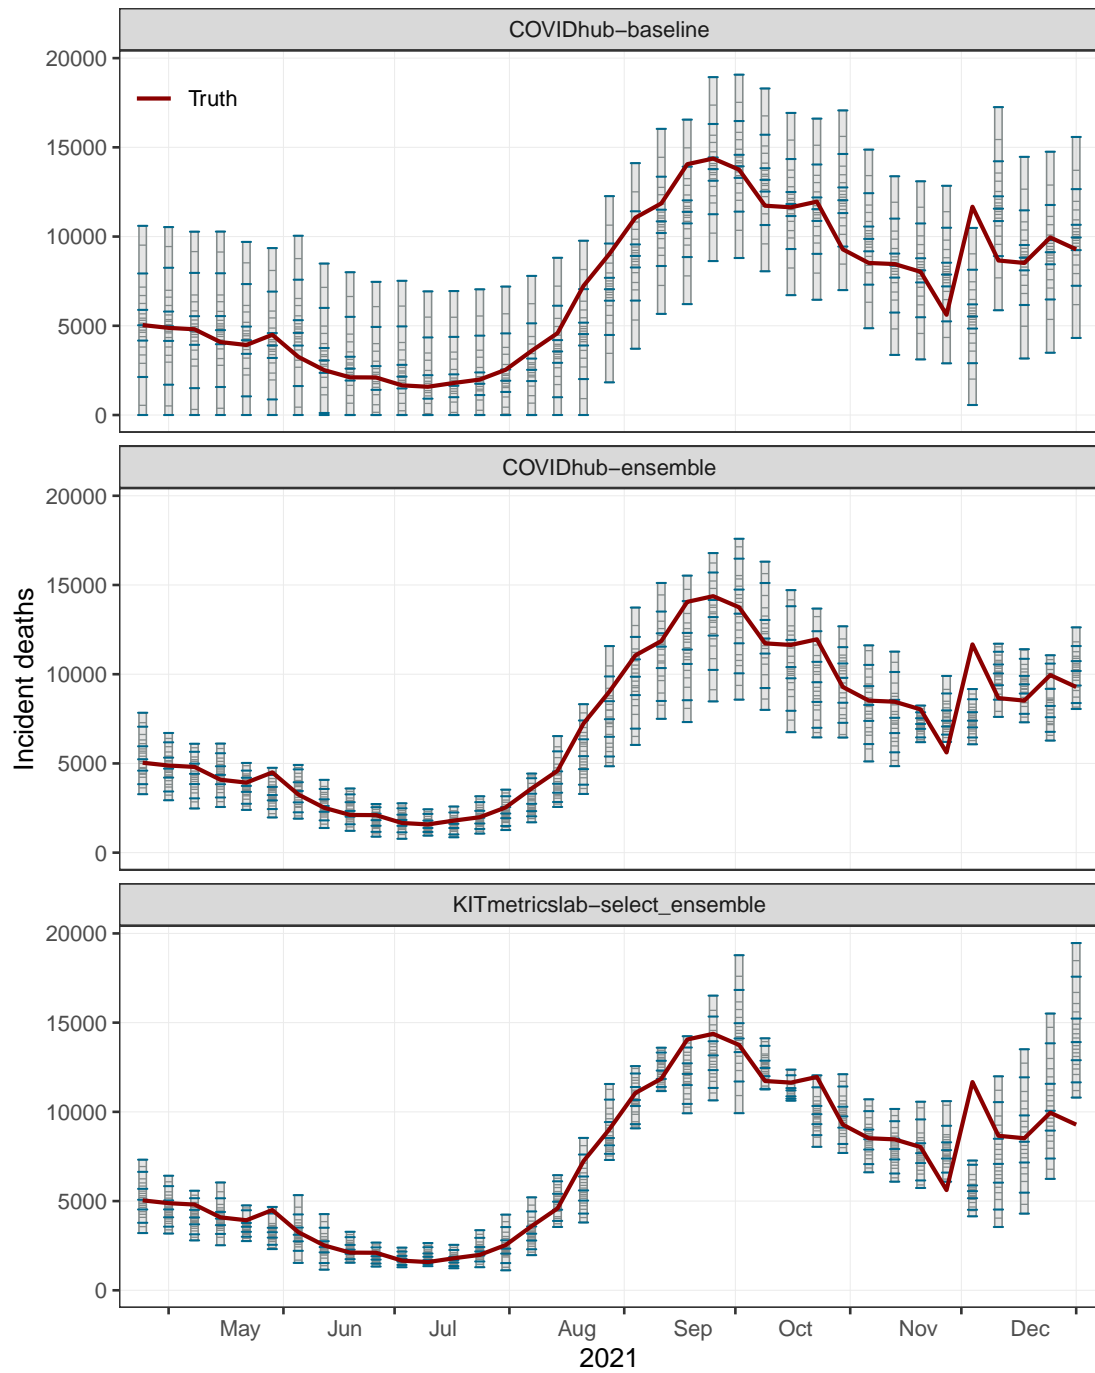 COVIDhub−baseline
20000
15000
10000
5000
0
Truth
COVIDhub−ensemble
20000
15000
10000
5000
0
Incident deaths
KITmetricslab−select_ensemble
20000
15000
10000
5000
0
May Jun Jul Aug Sep Oct Nov Dec
2021